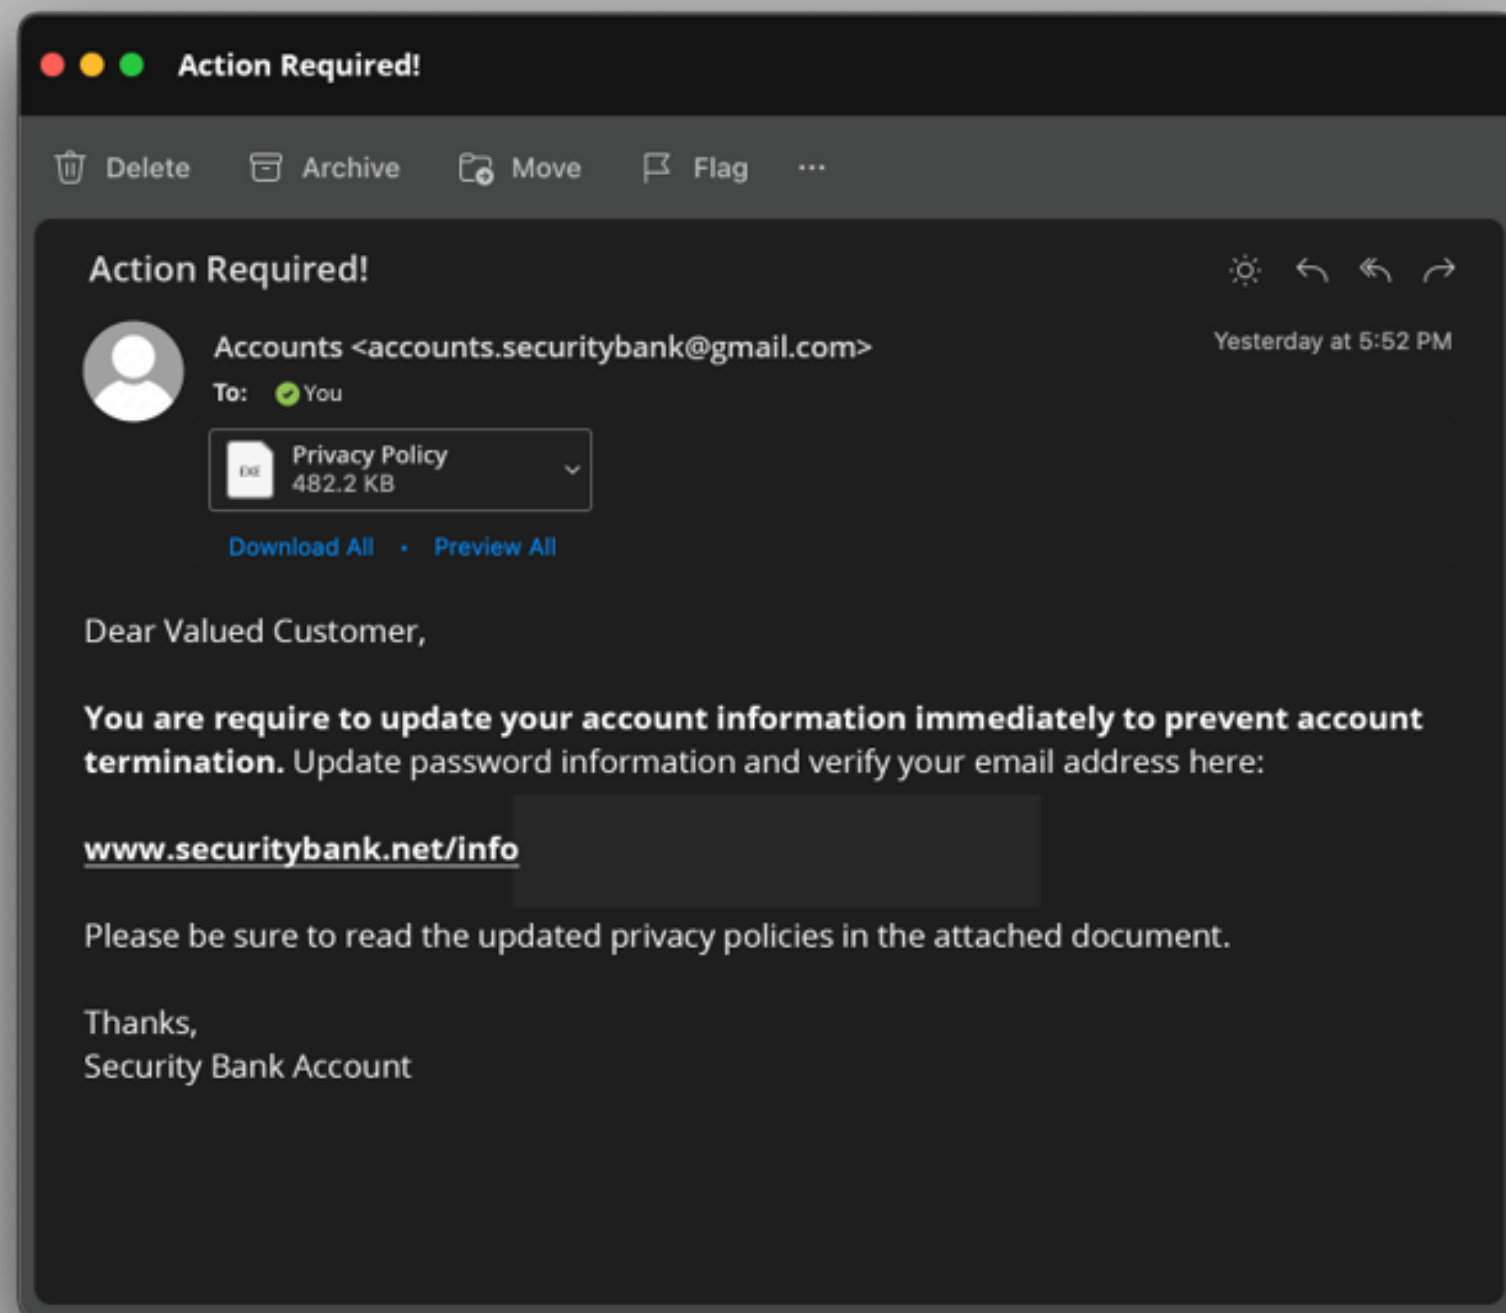 Action Required!
Delete Archive Move Flag ...
Action Required!
Accounts <accounts.securitybank@gmail.com>
Yesterday at 5:52 PM
To: You
EXE
Privacy Policy
482.2 KB
Download All • Preview All
Dear Valued Customer,
You are require to update your account information immediately to prevent account
termination. Update password information and verify your email address here:
www.securitybank.net/info
Please be sure to read the updated privacy policies in the attached document.
Thanks,
Security Bank Account